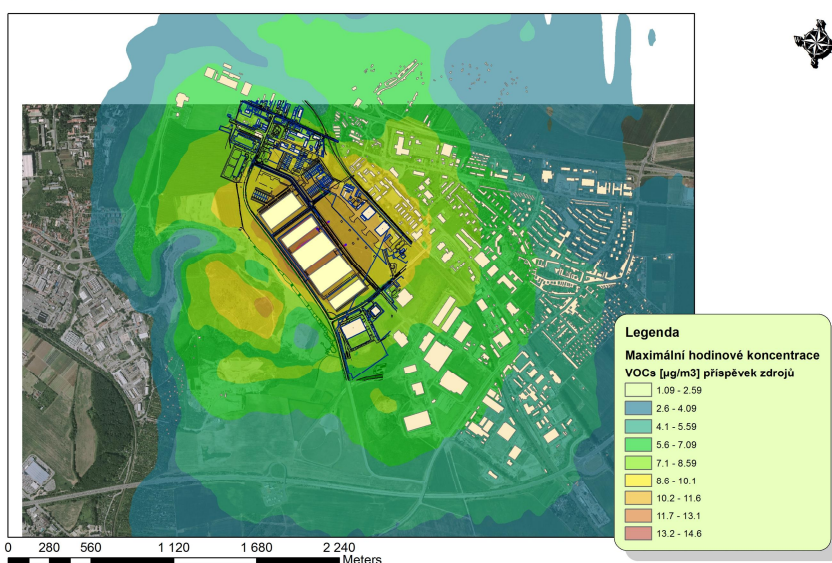 Legenda
Maximální hodinové koncentrace
VOCs [µg/m3] příspěvek zdrojů
1.09 - 2.59
2.6 - 4.09
4.1 - 5.59
5.6 - 7.09
7.1 - 8.59
8.6 - 10.1
10.2 - 11.6
11.7 - 13.1
13.2 - 14.6
0 280 560 1 120 1 680 2 240
Meters